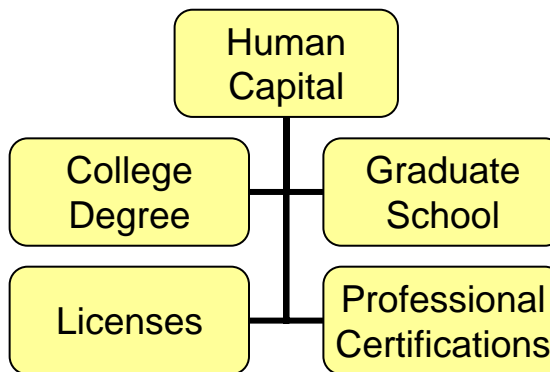 Human
Capital
College
Degree
Graduate
School
Licenses
Professional
Certifications